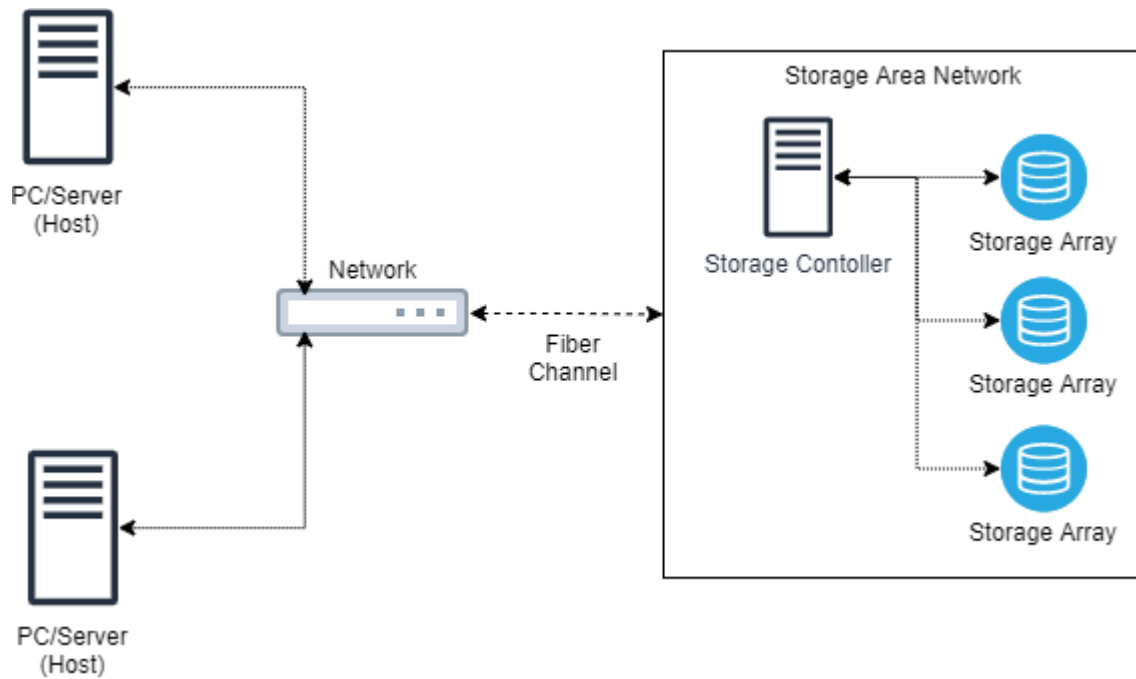 PC/Server
(Host)
Network
Fiber
Channel
Storage Area Network
Storage Contoller
Storage Array
Storage Array
Storage Array
PC/Server
(Host)